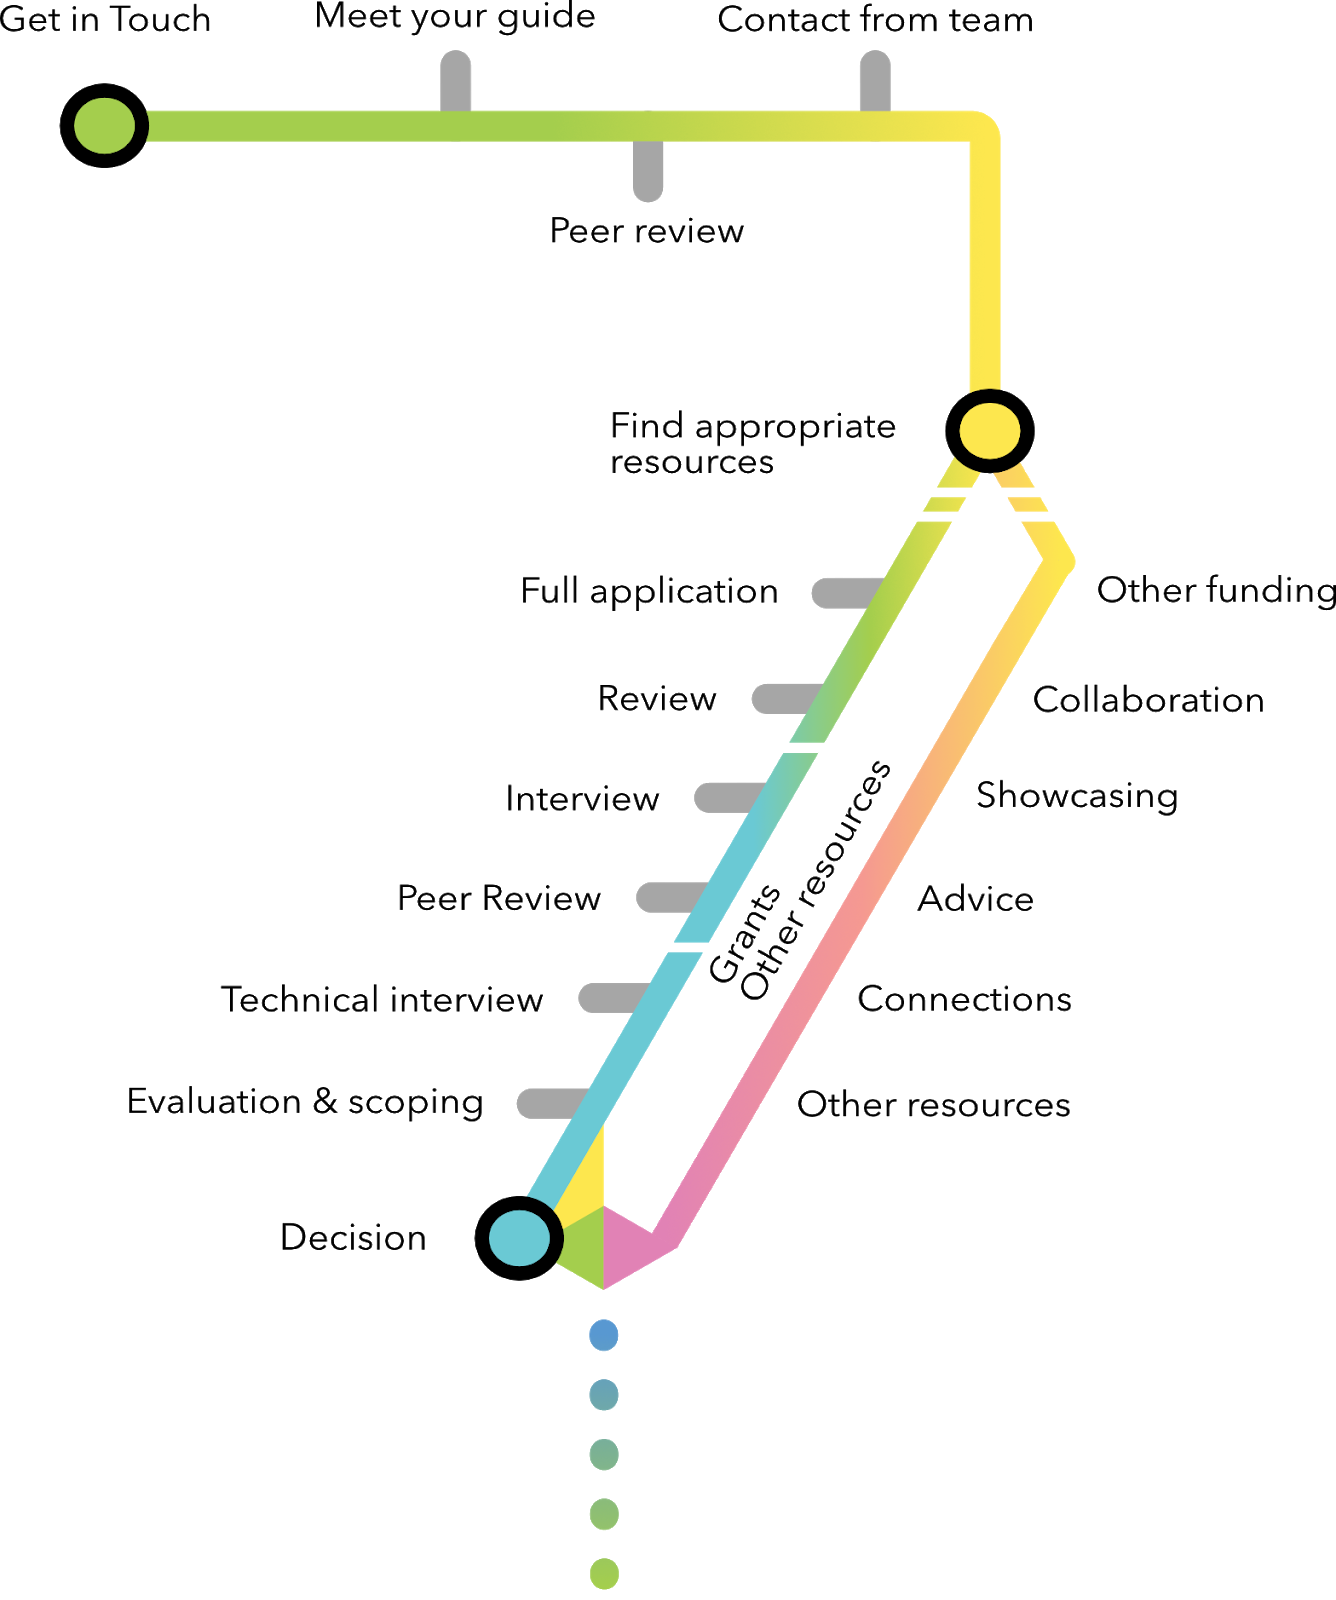 Get in Touch
Meet your guide
Contact from team
Peer review
Find appropriate
resources
Full application
Other funding
Review
Collaboration
Interview
Showcasing
Peer Review
Advice
Grants
Other resources
Technical interview
Connections
Evaluation & scoping
Other resources
Decision